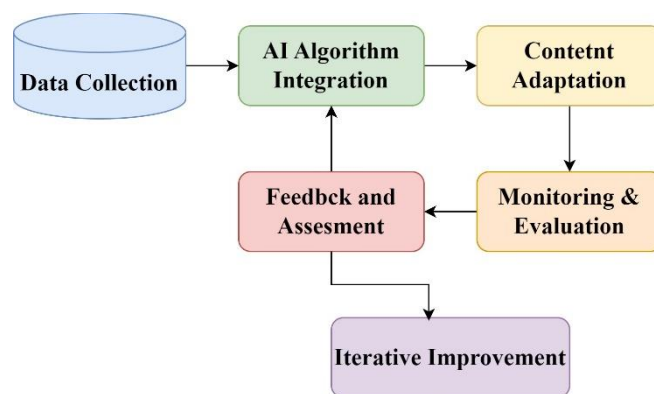 Data Collection
AI Algorithm
Integration
Contetnt
Adaptation
Feedbck and
Assesment
Monitoring &
Evaluation
Iterative Improvement